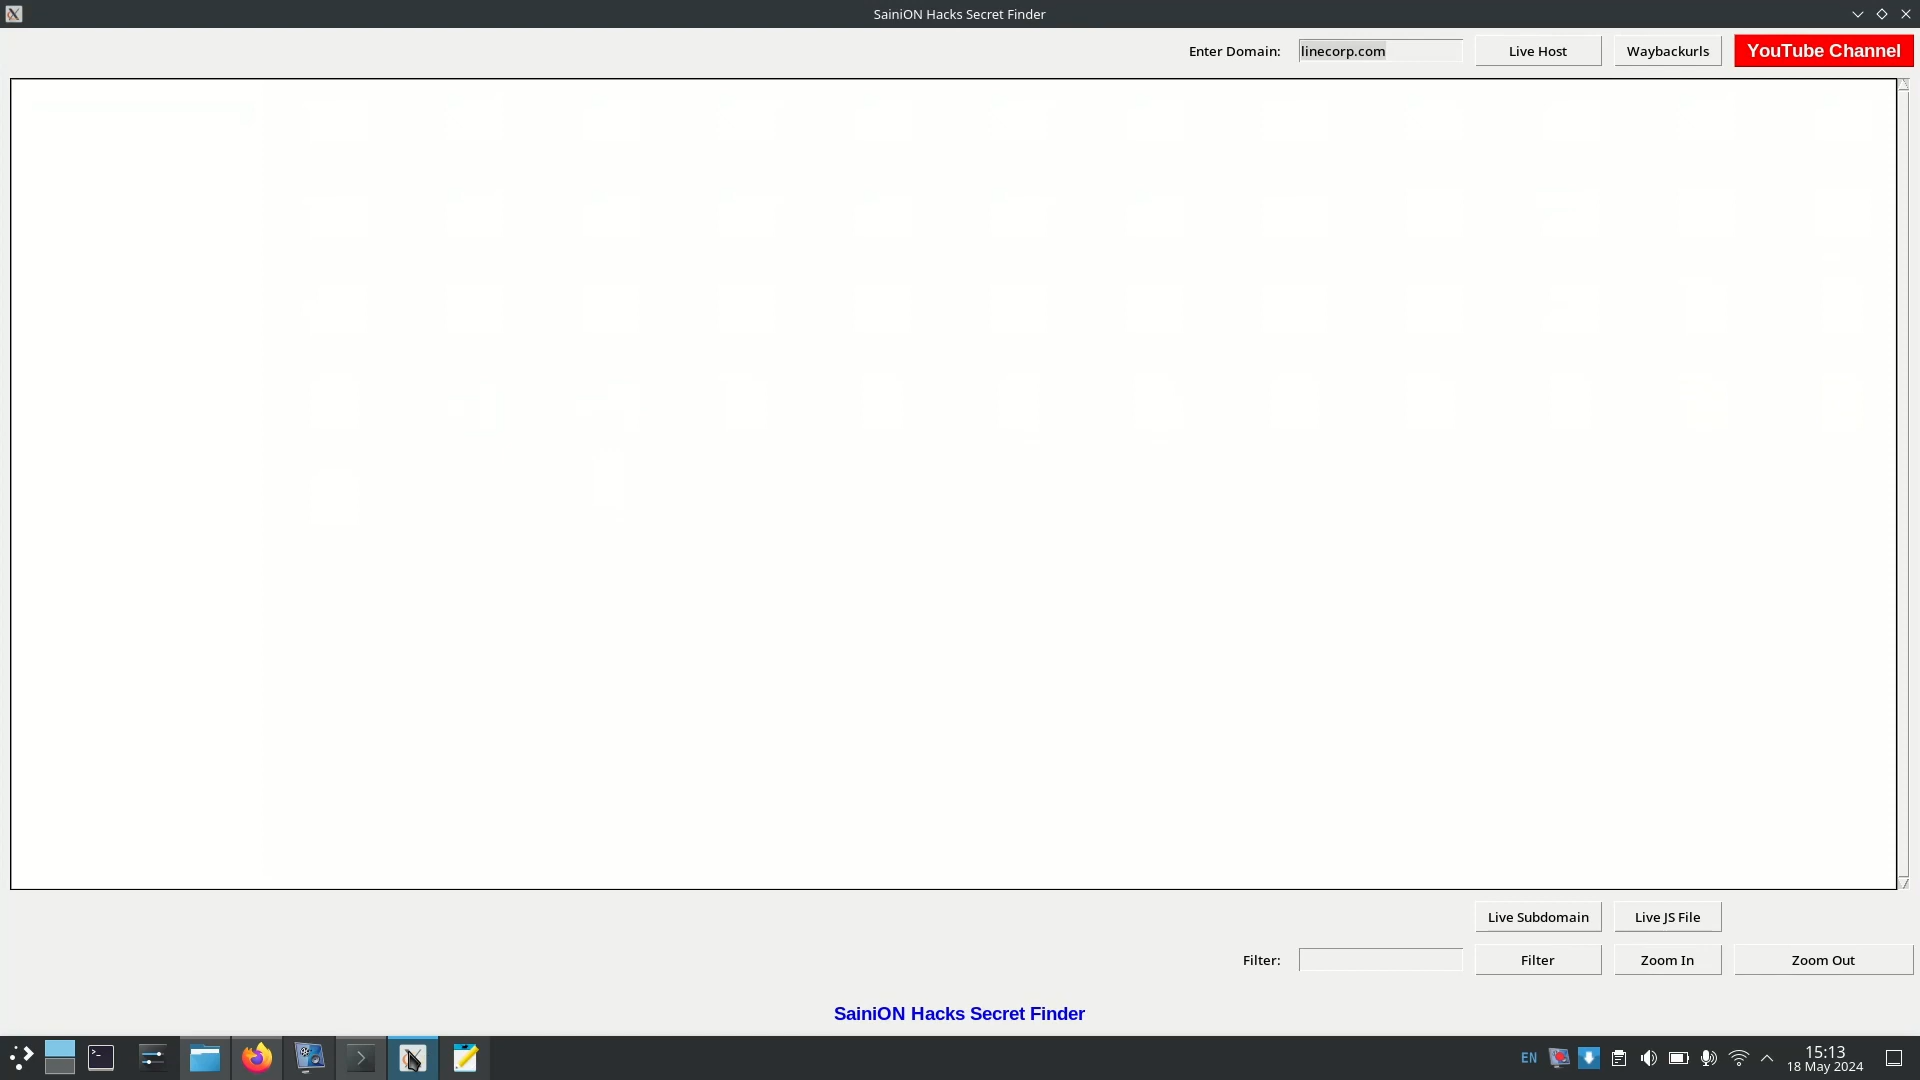 SainiON Hacks Secret Finder
Enter Domain: linecorp.com Live Host Waybackurls YouTube Channel
Live Subdomain Live JS File
Filter: Filter Zoom In Zoom Out
SainiON Hacks Secret Finder
EN 15:13
18 May 2024